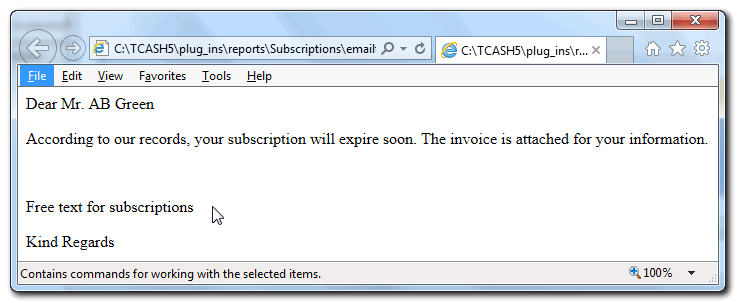 C:\TCASH5\plug_ins\reports\Subscriptions\email
C:\TCASH5\plug_ins\r...
File Edit View Favorites Tools Help
Dear Mr. AB Green
According to our records, your subscription will expire soon. The invoice is attached for your information.
Free text for subscriptions
Kind Regards
Contains commands for working with the selected items.
100%